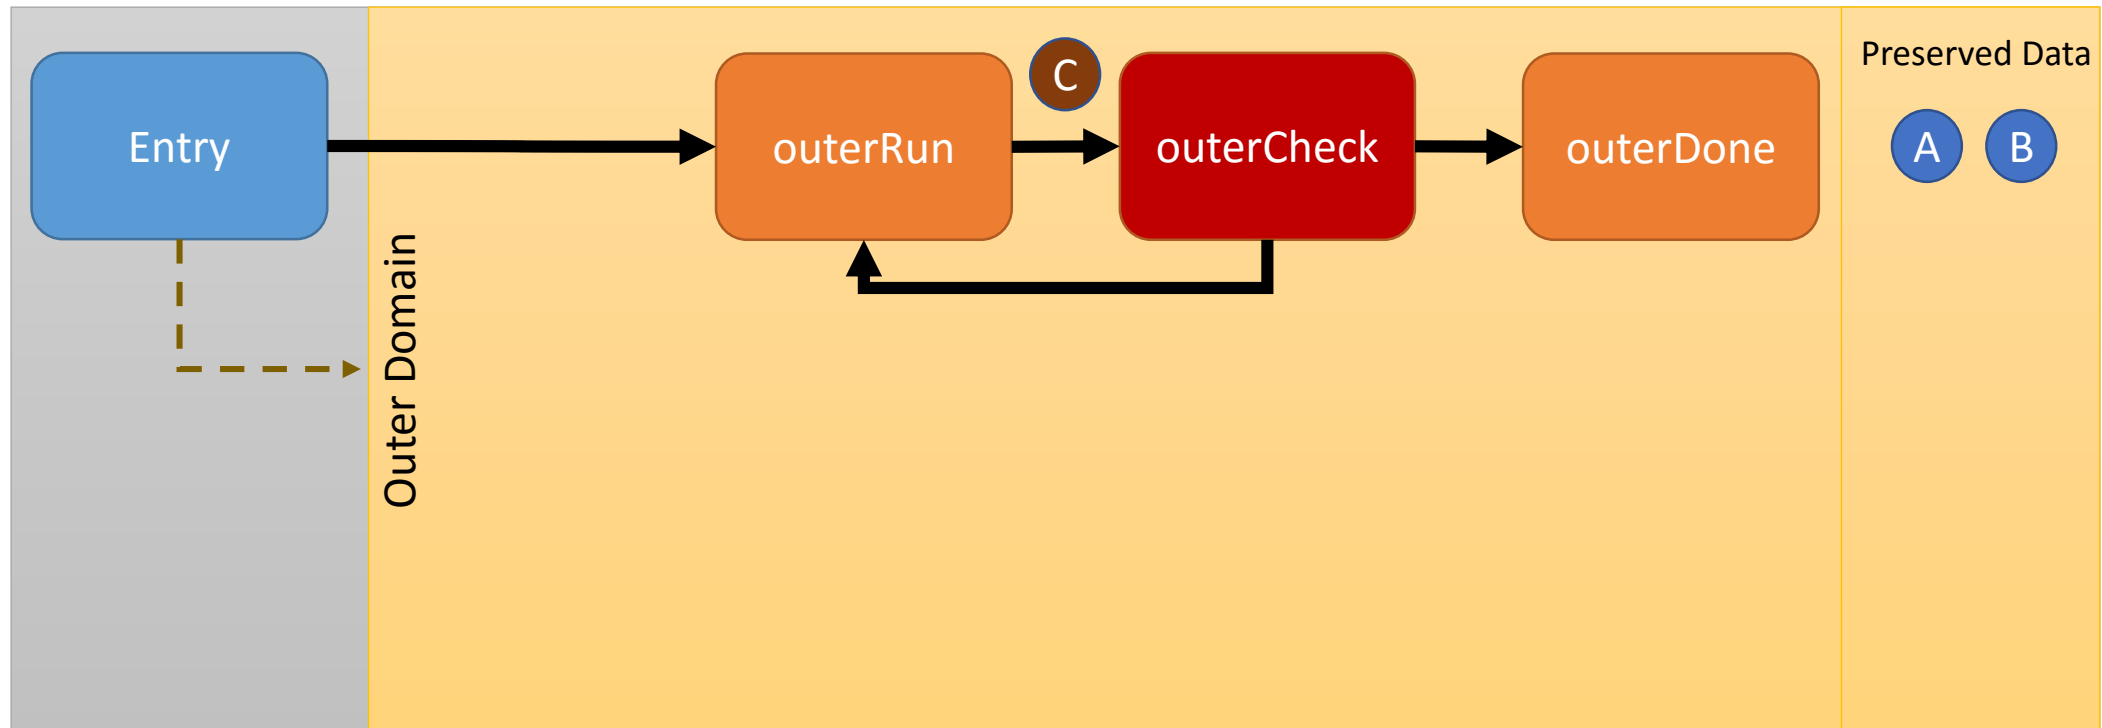 Entry
outerRun
C
outerCheck
outerDone
Preserved Data
A
B
Outer Domain